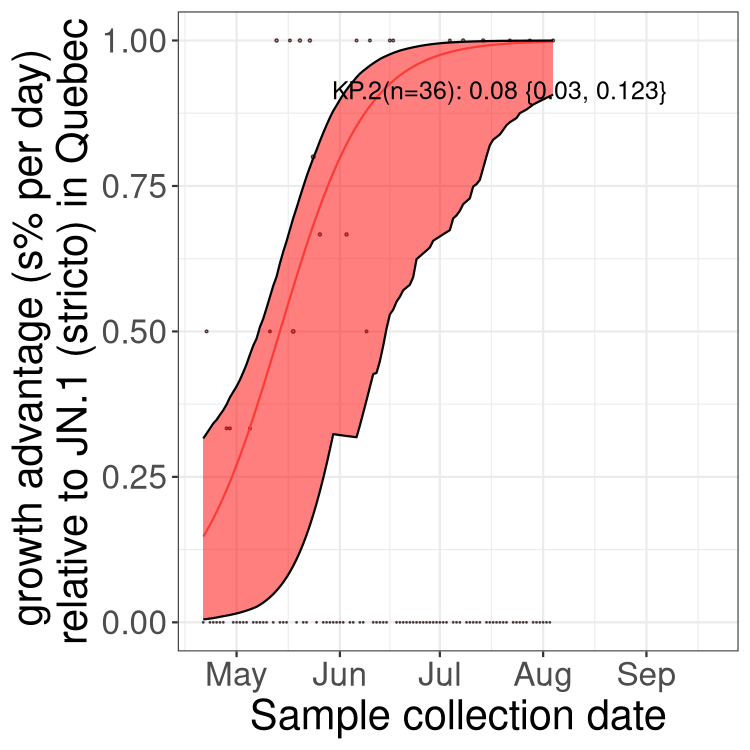 growth advantage (s% per day)
relative to JN.1 (stricto) in Quebec
1.00
0.75
0.50
0.25
0.00
KP.2(n=36): 0.08 {0.03, 0.123}
May Jun Jul Aug Sep
Sample collection date